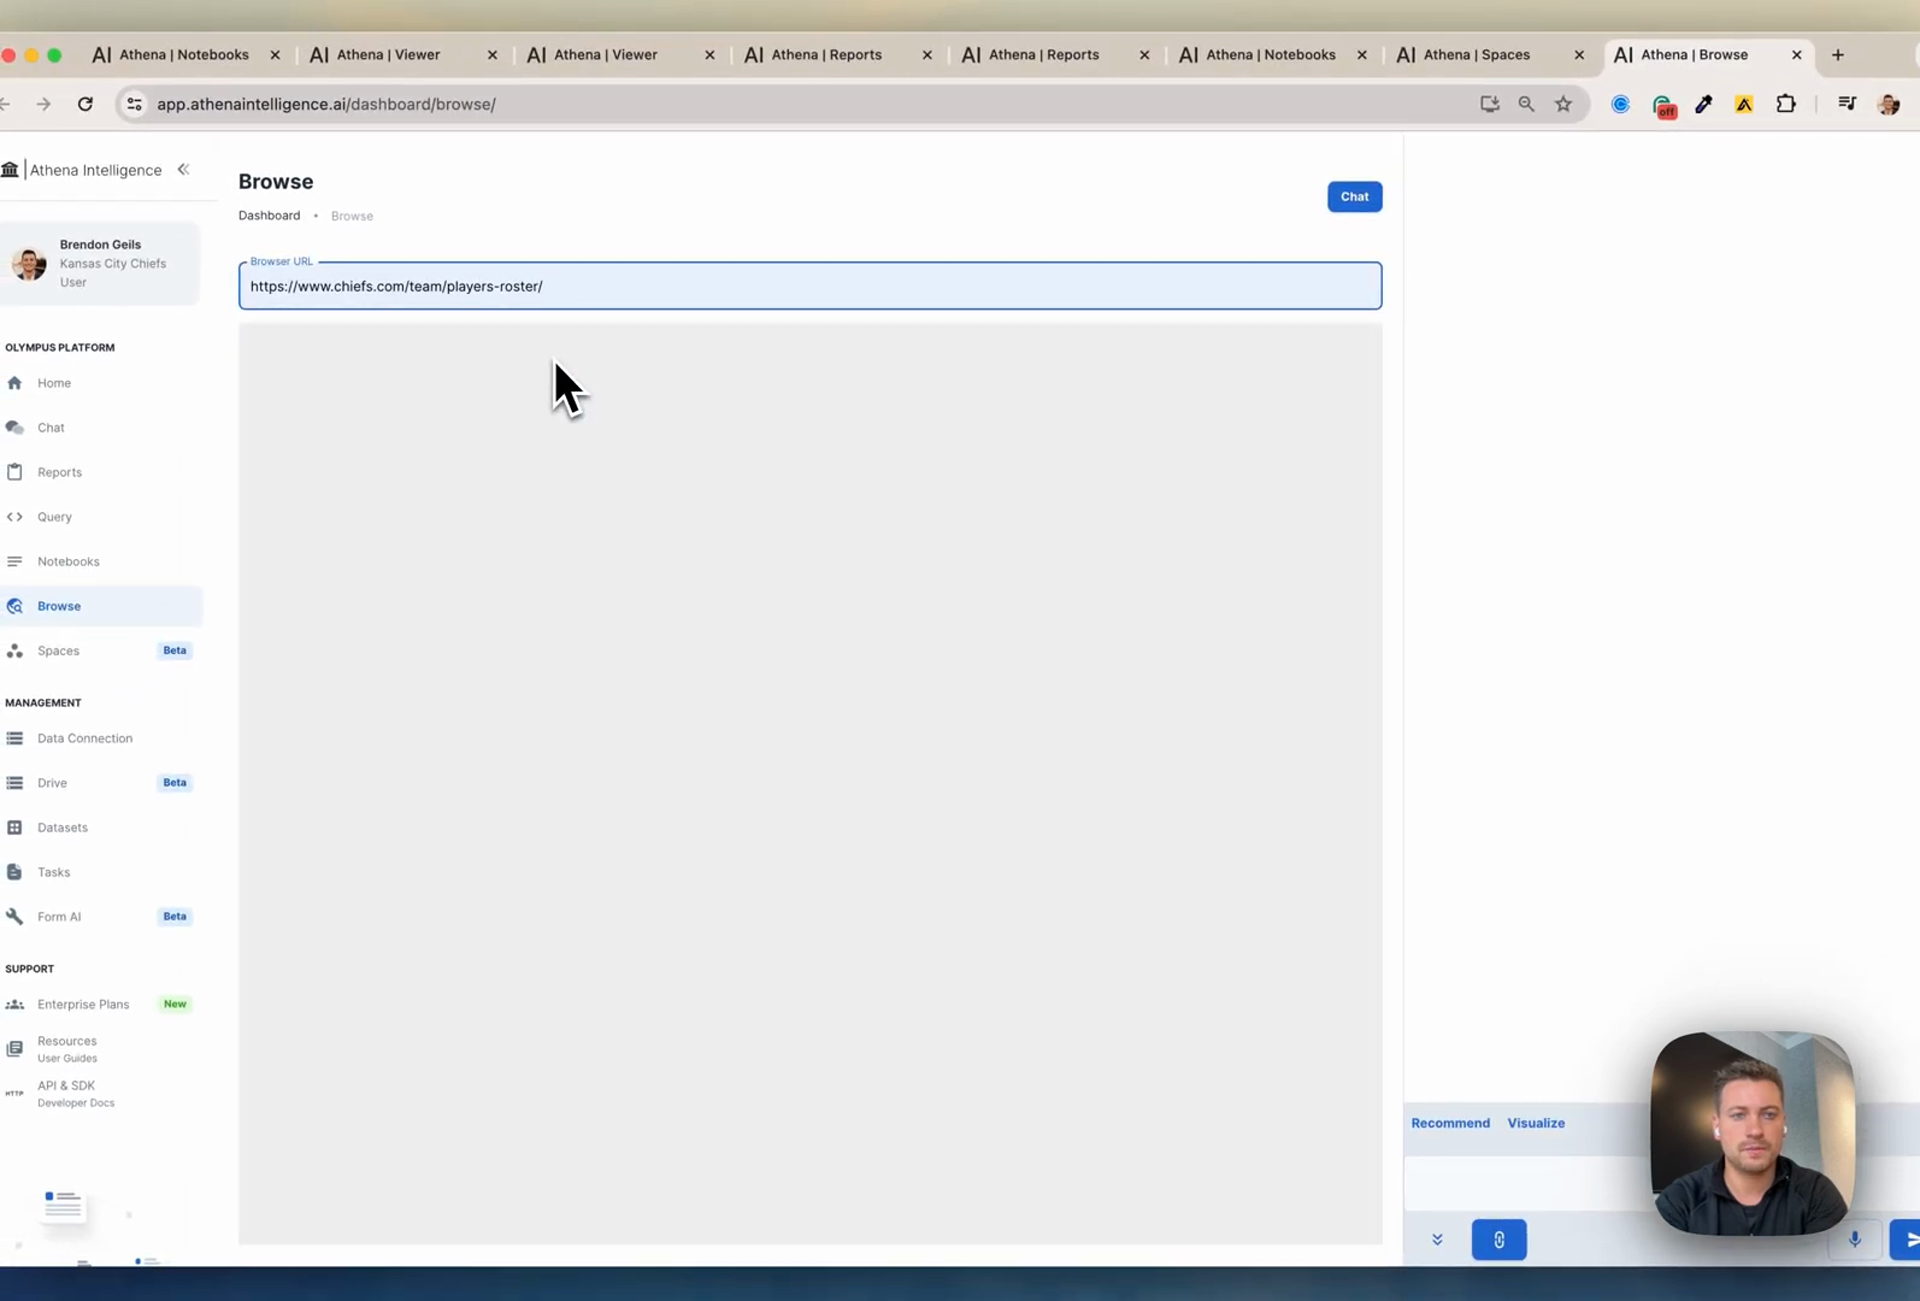 AI Athena | Notebooks
AI Athena | Viewer
AI Athena | Viewer
AI Athena | Reports
AI Athena | Reports
AI Athena | Notebooks
AI Athena | Spaces
AI Athena | Browse
app.athenaintelligence.ai/dashboard/browse/
off
Athena Intelligence
Brendon Geils
Kansas City Chiefs
User
OLYMPUS PLATFORM
Home
Chat
Reports
Query
Notebooks
Browse
Spaces Beta
MANAGEMENT
Data Connection
Drive Beta
Datasets
Tasks
Form AI Beta
SUPPORT
Enterprise Plans New
Resources
User Guides
HTTP
API & SDK
Developer Docs
Browse
Dashboard • Browse
Chat
Browser URL
https://www.chiefs.com/team/players-roster/
Recommend Visualize